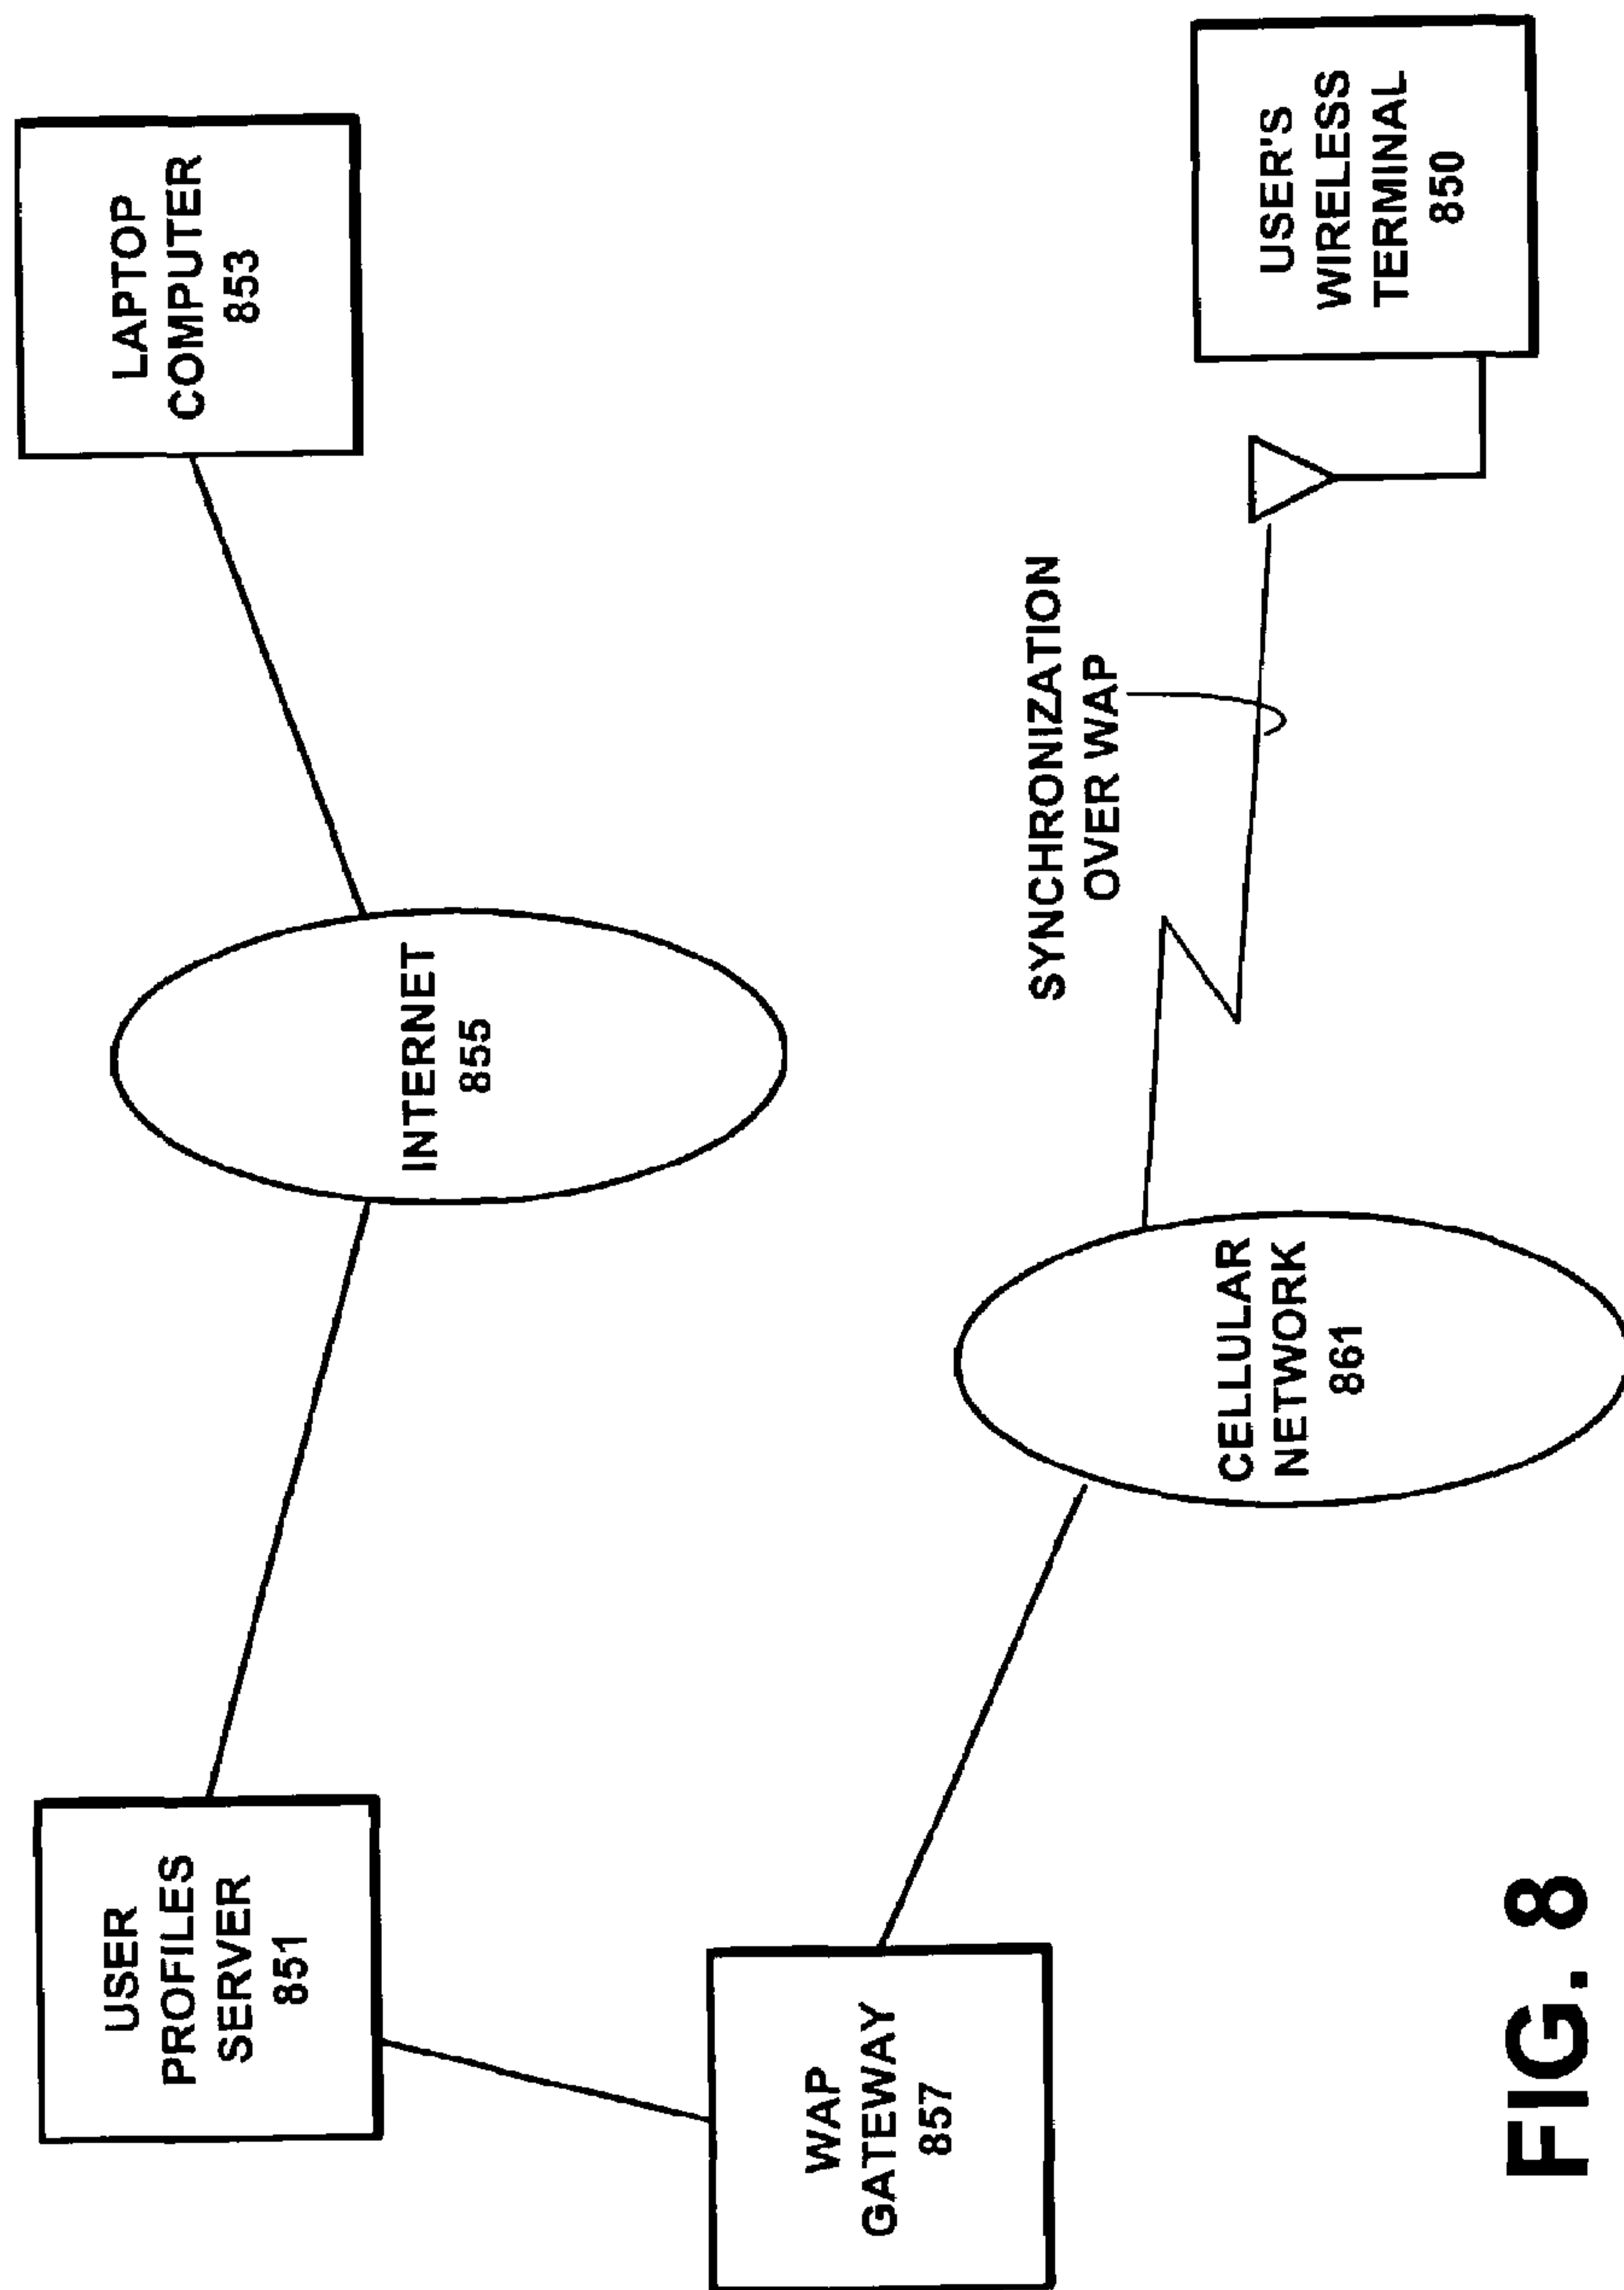 USER
PROFILES
SERVER
851
INTERNET
855
LAPTOP
COMPUTER
853
WAP
GATEWAY
857
CELLULAR
NETWORK
861
SYNCHRONIZATION
OVER WAP
USER'S
WIRELESS
TERMINAL
850
FIG. 8